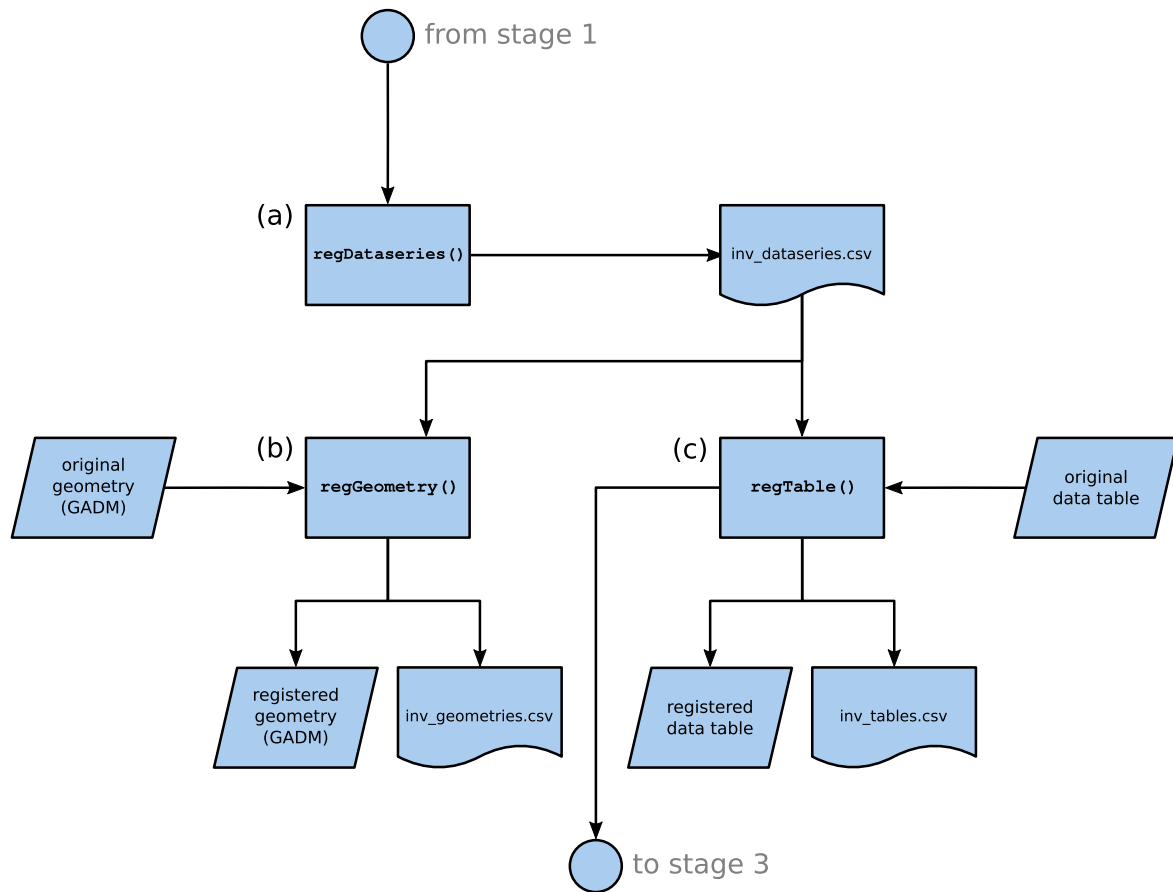 from stage 1
(a)
regDataseries()
inv_dataseries.csv
original
geometry
(GADM)
(b)
regGeometry()
(c)
regTable()
original
data table
registered
geometry
(GADM)
inv_geometries.csv
registered
data table
inv_tables.csv
to stage 3